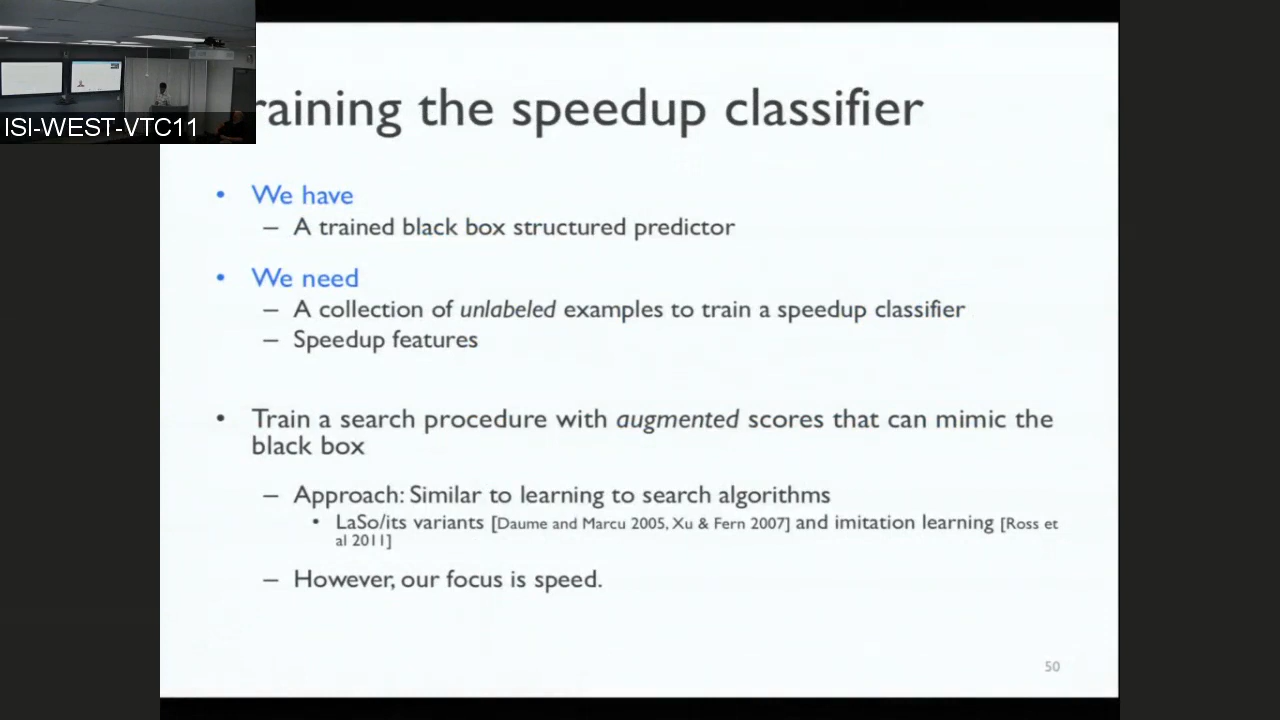 ISI-WEST-VTC11
raining the speedup classifier
• We have
– A trained black box structured predictor
• We need
– A collection of unlabeled examples to train a speedup classifier
– Speedup features
• Train a search procedure with augmented scores that can mimic the
black box
– Approach: Similar to learning to search algorithms
• LaSo/its variants [Daume and Marcu 2005, Xu & Fern 2007] and imitation learning [Ross et
al 2011]
– However, our focus is speed.
50